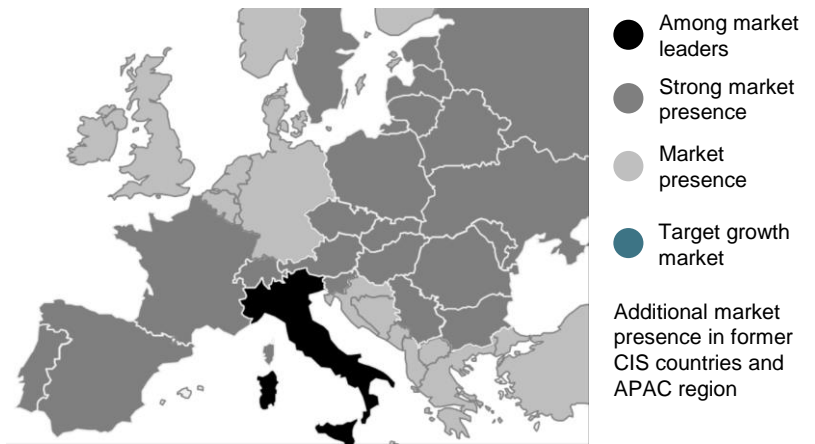 Among market
leaders
Strong market
presence
Market
presence
Target growth
market
Additional market
presence in former
CIS countries and
APAC region